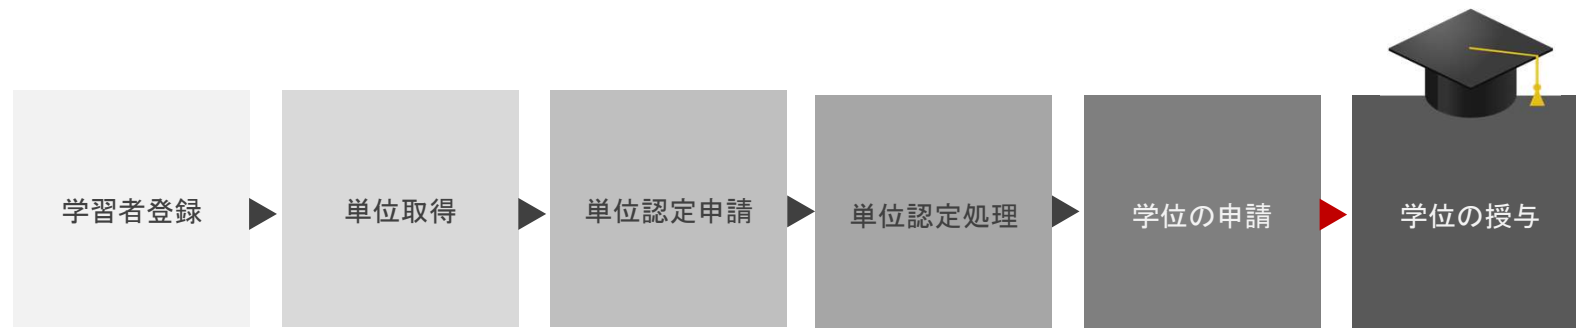 学習者登録
単位取得
単位認定申請
単位認定処理
学位の申請
学位の授与